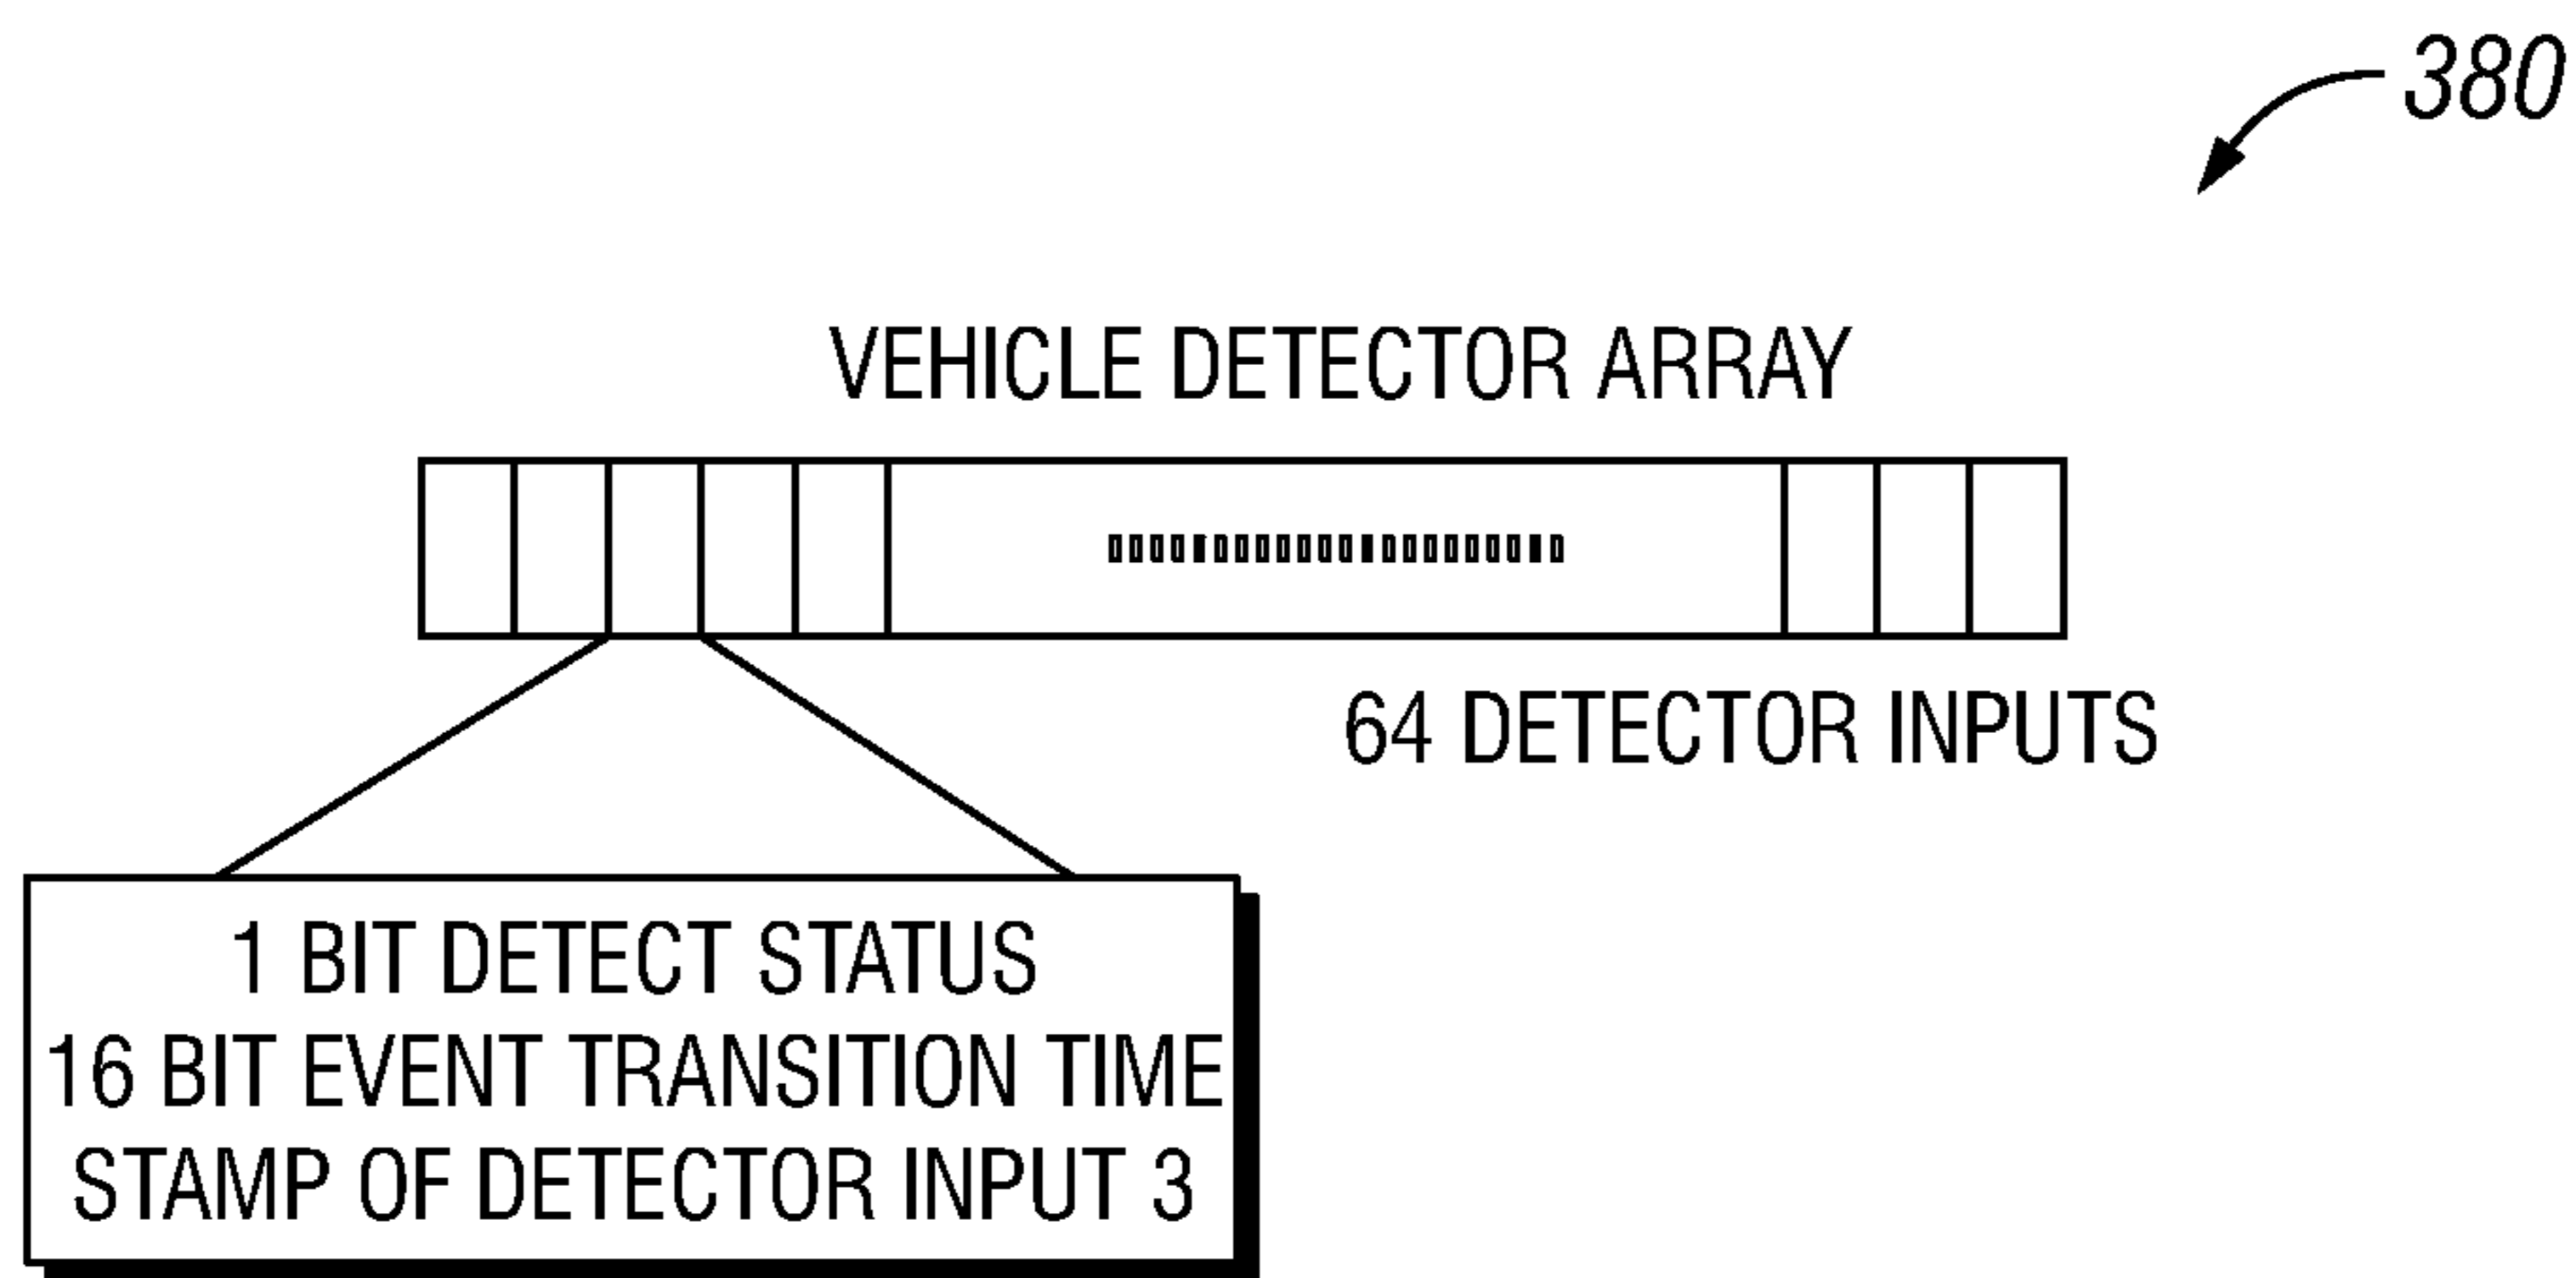 380
VEHICLE DETECTOR ARRAY
64 DETECTOR INPUTS
1 BIT DETECT STATUS
16 BIT EVENT TRANSITION TIME
STAMP OF DETECTOR INPUT 3